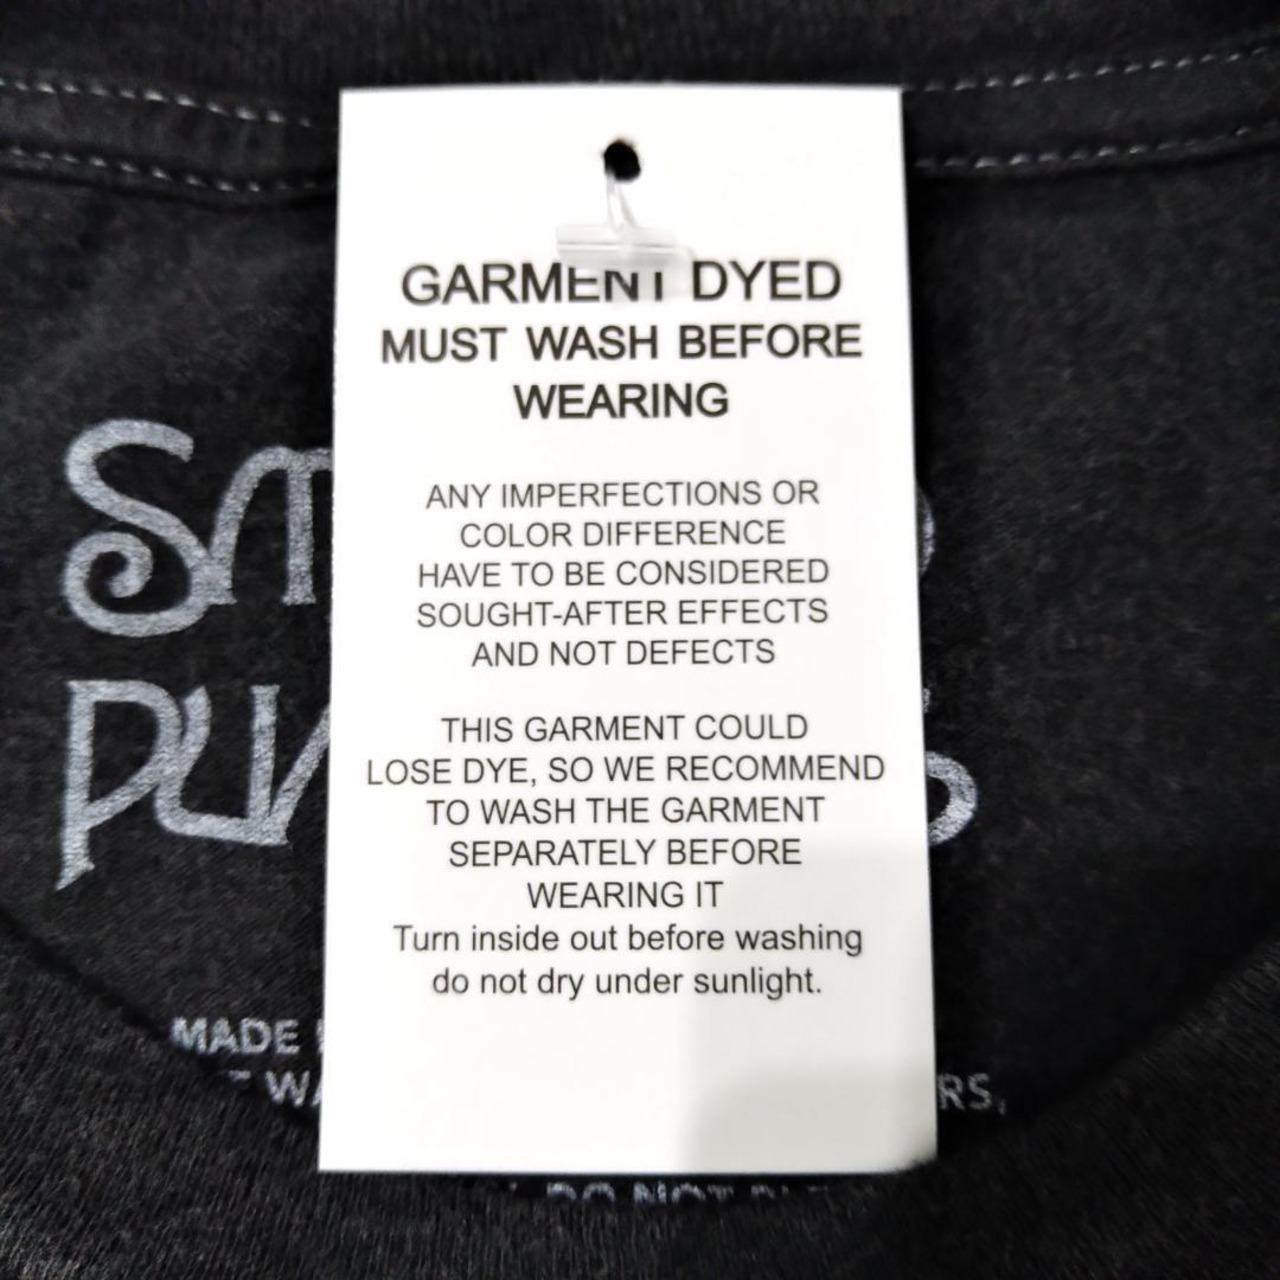 GARMENT DYED
MUST WASH BEFORE
WEARING
ANY IMPERFECTIONS OR
COLOR DIFFERENCE
HAVE TO BE CONSIDERED
SOUGHT-AFTER EFFECTS
AND NOT DEFECTS
THIS GARMENT COULD
LOSE DYE, SO WE RECOMMEND
TO WASH THE GARMENT
SEPARATELY BEFORE
WEARING IT
Turn inside out before washing
do not dry under sunlight.
MADE
DO NOT